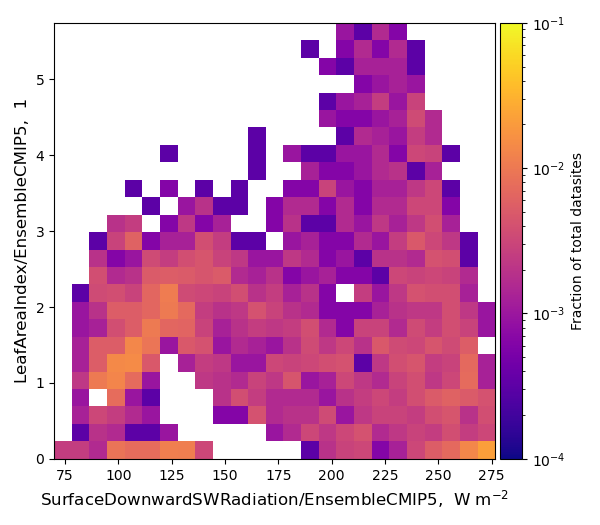 10⁻¹
5
4
10⁻²
3
2
10⁻³
1
0
10⁻⁴
75 100 125 150 175 200 225 250 275
SurfaceDownwardSWRadiation/EnsembleCMIP5, W m⁻²
LeafAreaIndex/EnsembleCMIP5, 1
Fraction of total datasites